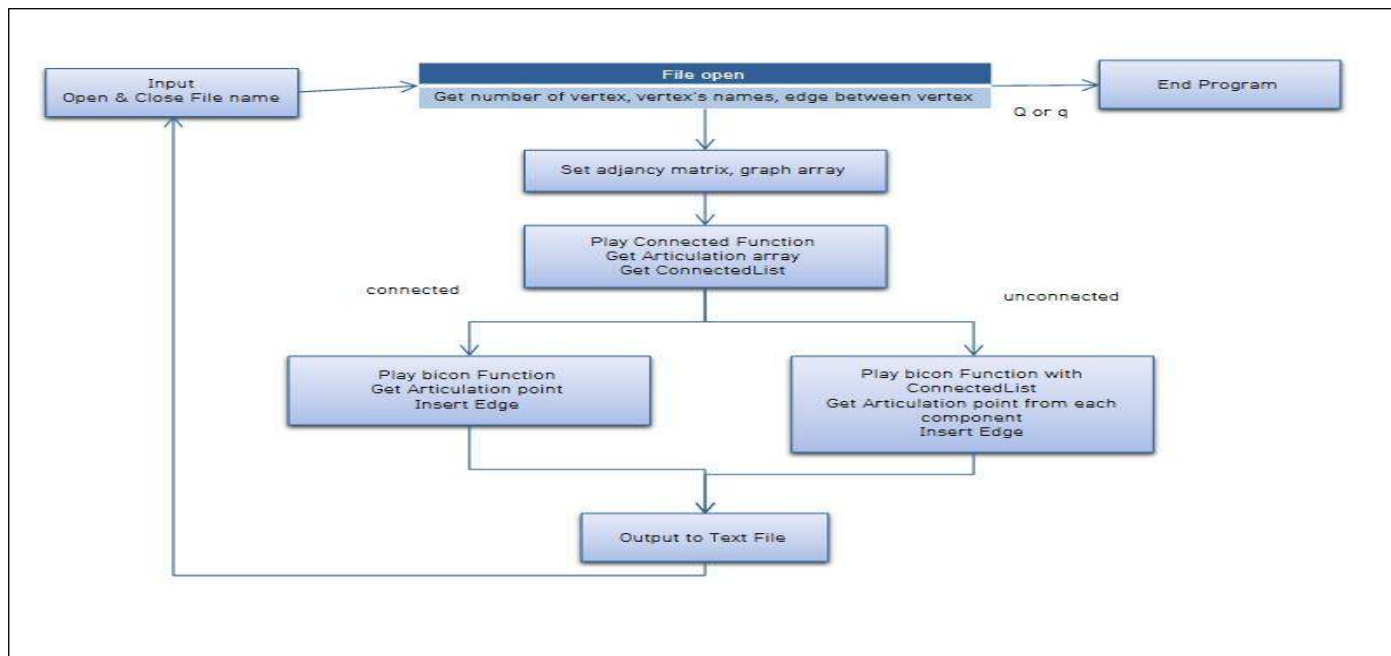 Input
Open & Close File name
File open
Get number of vertex, vertex's names, edge between vertex
End Program
Q or q
Set adjancy matrix, graph array
Play Connected Function
Get Articulation array
Get ConnectedList
connected
unconnected
Play bicon Function
Get Articulation point
Insert Edge
Play bicon Function with
ConnectedList
Get Articulation point from each
component
Insert Edge
Output to Text File